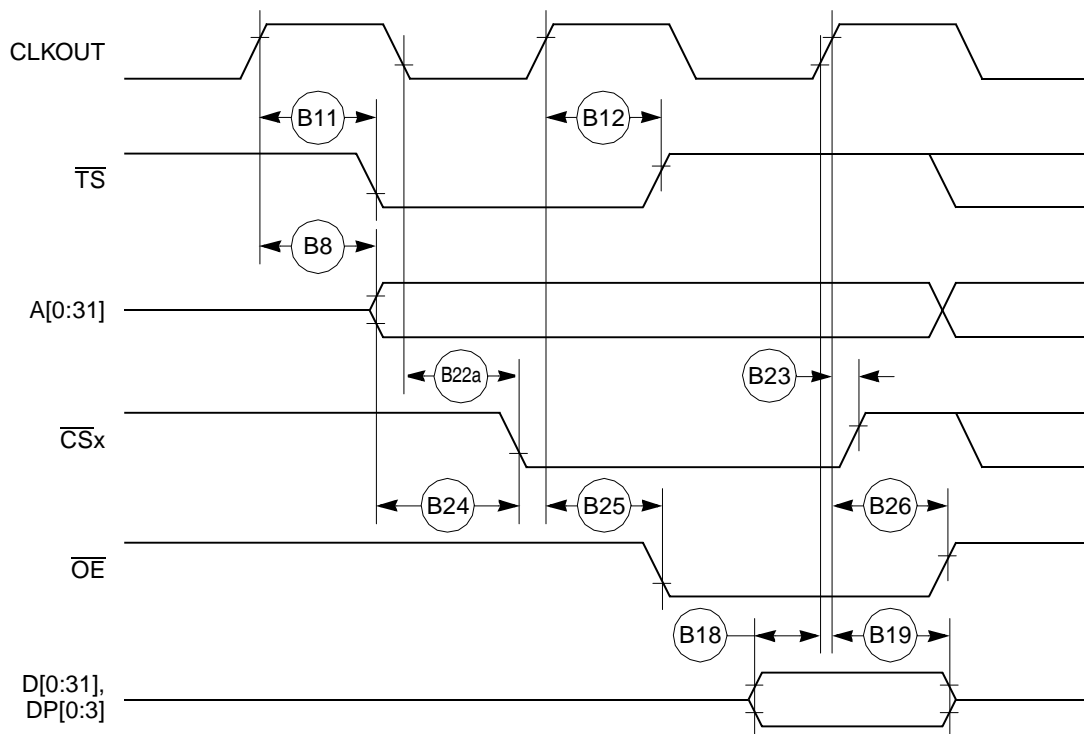 CLKOUT
B11
B12
TS
B8
A[0:31]
B22a
B23
CSx
B24
B25
B26
OE
B18
B19
D[0:31],
DP[0:3]